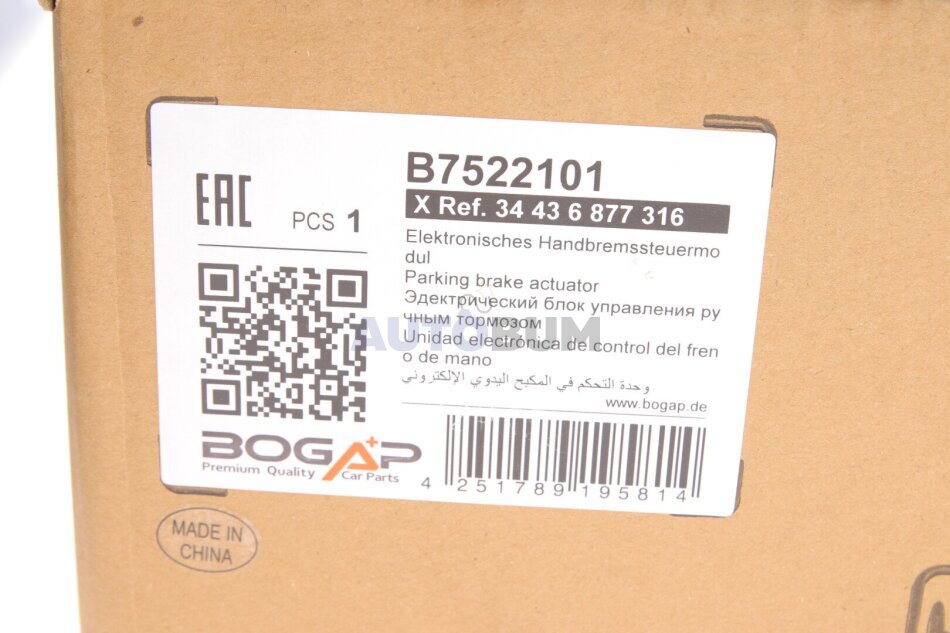 B7522101
X Ref. 34 43 6 877 316
EAC
PCS 1
Elektronisches Handbremssteuermo
dul
Parking brake actuator
Эдектрический блок управления ру
чным тормозом
Unidad electrónica de control del fren
o de mano
وحدة التحكم في المكبح اليدوي الإلكتروني
www.bogap.de
BOGAP
Premium Quality Car Parts
4 251789 195814
AUTOBUM
MADE IN
CHINA